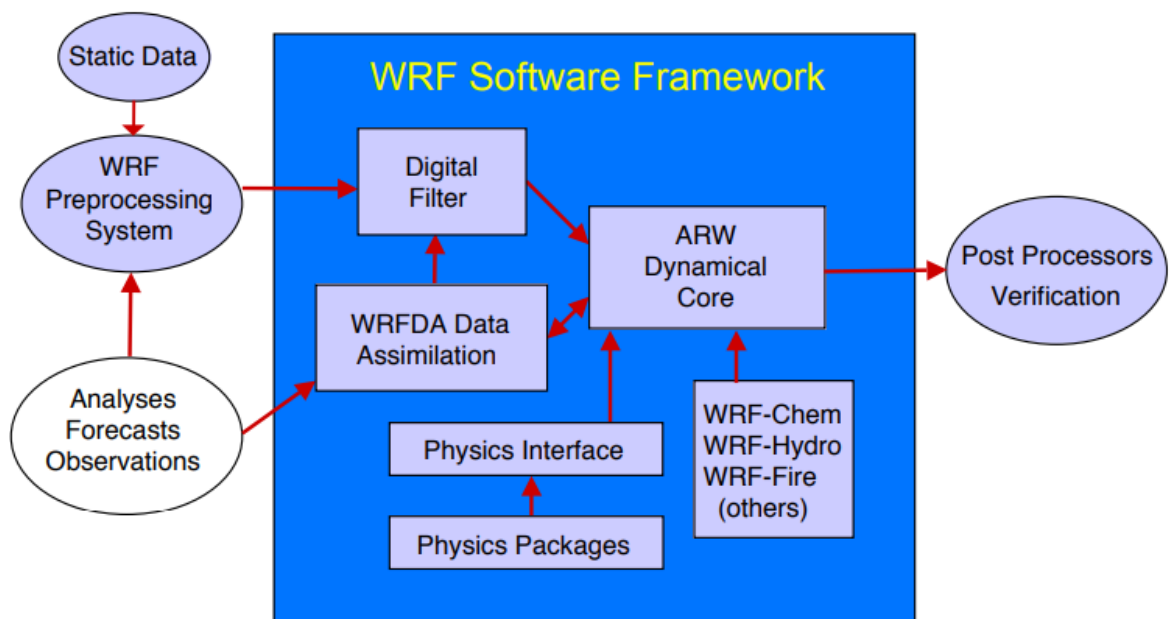 Static Data
WRF Software Framework
WRF
Preprocessing
System
Digital
Filter
ARW
Dynamical
Core
Post Processors
Verification
WRFDA Data
Assimilation
Analyses
Forecasts
Observations
Physics Interface
WRF-Chem
WRF-Hydro
WRF-Fire
(others)
Physics Packages